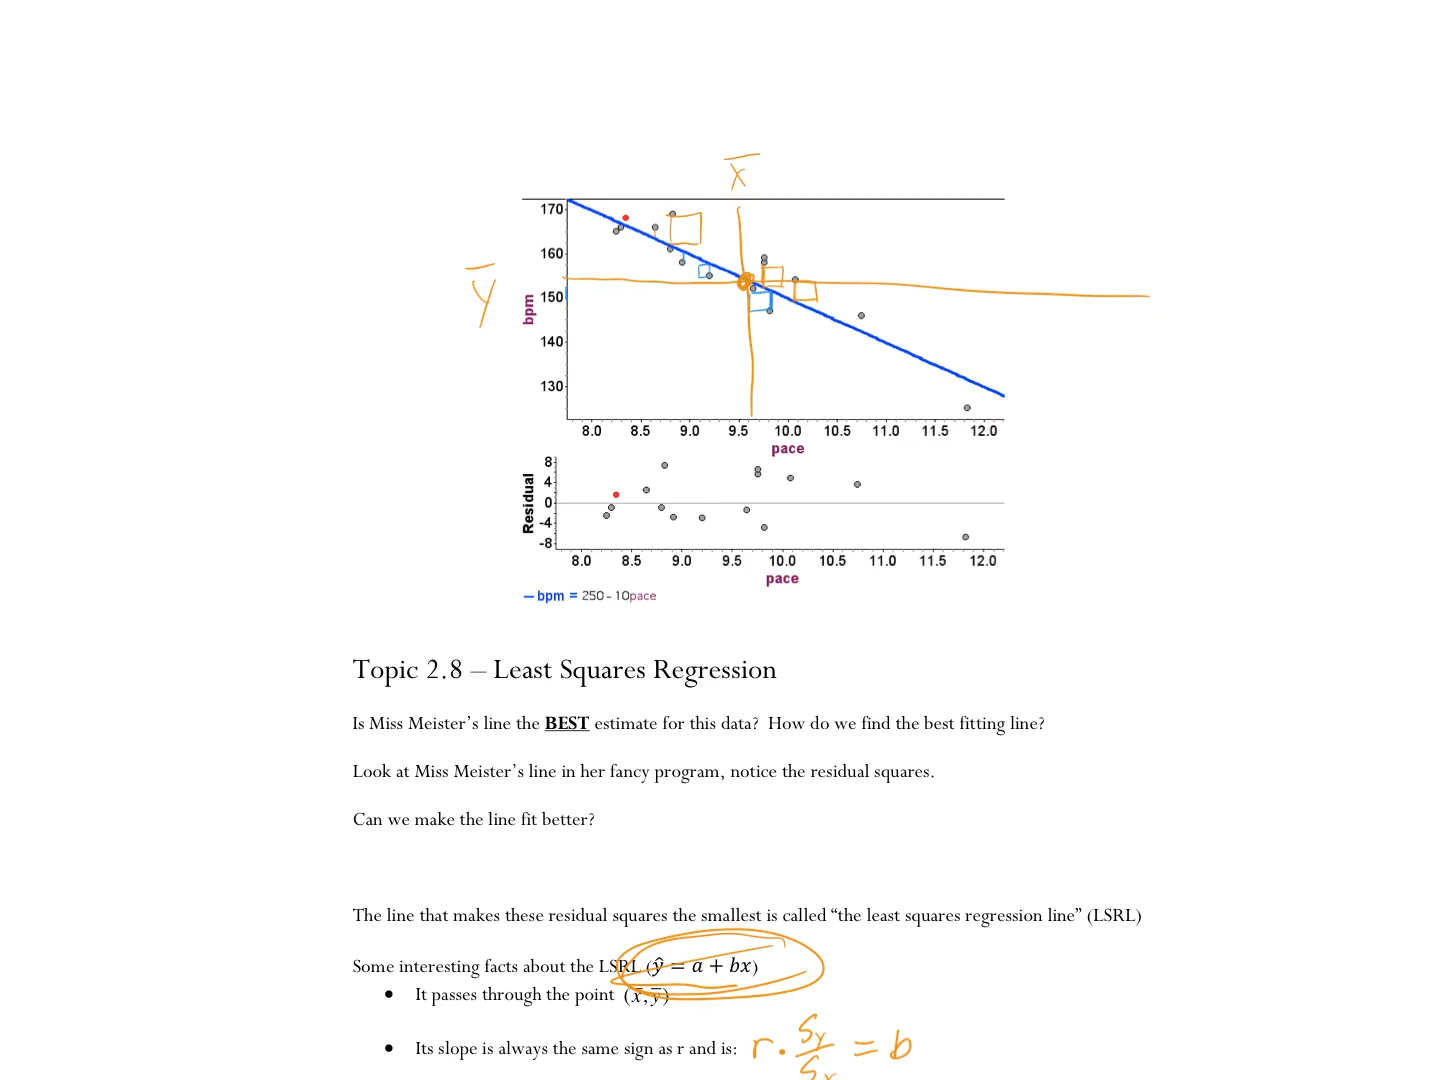 x̄
170
160
150
140
130
ȳ
bpm
8.0 8.5 9.0 9.5 10.0 10.5 11.0 11.5 12.0
pace
8
4
0
-4
-8
Residual
8.0 8.5 9.0 9.5 10.0 10.5 11.0 11.5 12.0
pace
— bpm = 250 - 10pace
Topic 2.8 – Least Squares Regression
Is Miss Meister’s line the BEST estimate for this data? How do we find the best fitting line?
Look at Miss Meister’s line in her fancy program, notice the residual squares.
Can we make the line fit better?
The line that makes these residual squares the smallest is called “the least squares regression line” (LSRL)
Some interesting facts about the LSRL (ŷ = a + bx)
• It passes through the point (x̄, ȳ)
• Its slope is always the same sign as r and is: r · Sy/Sx = b